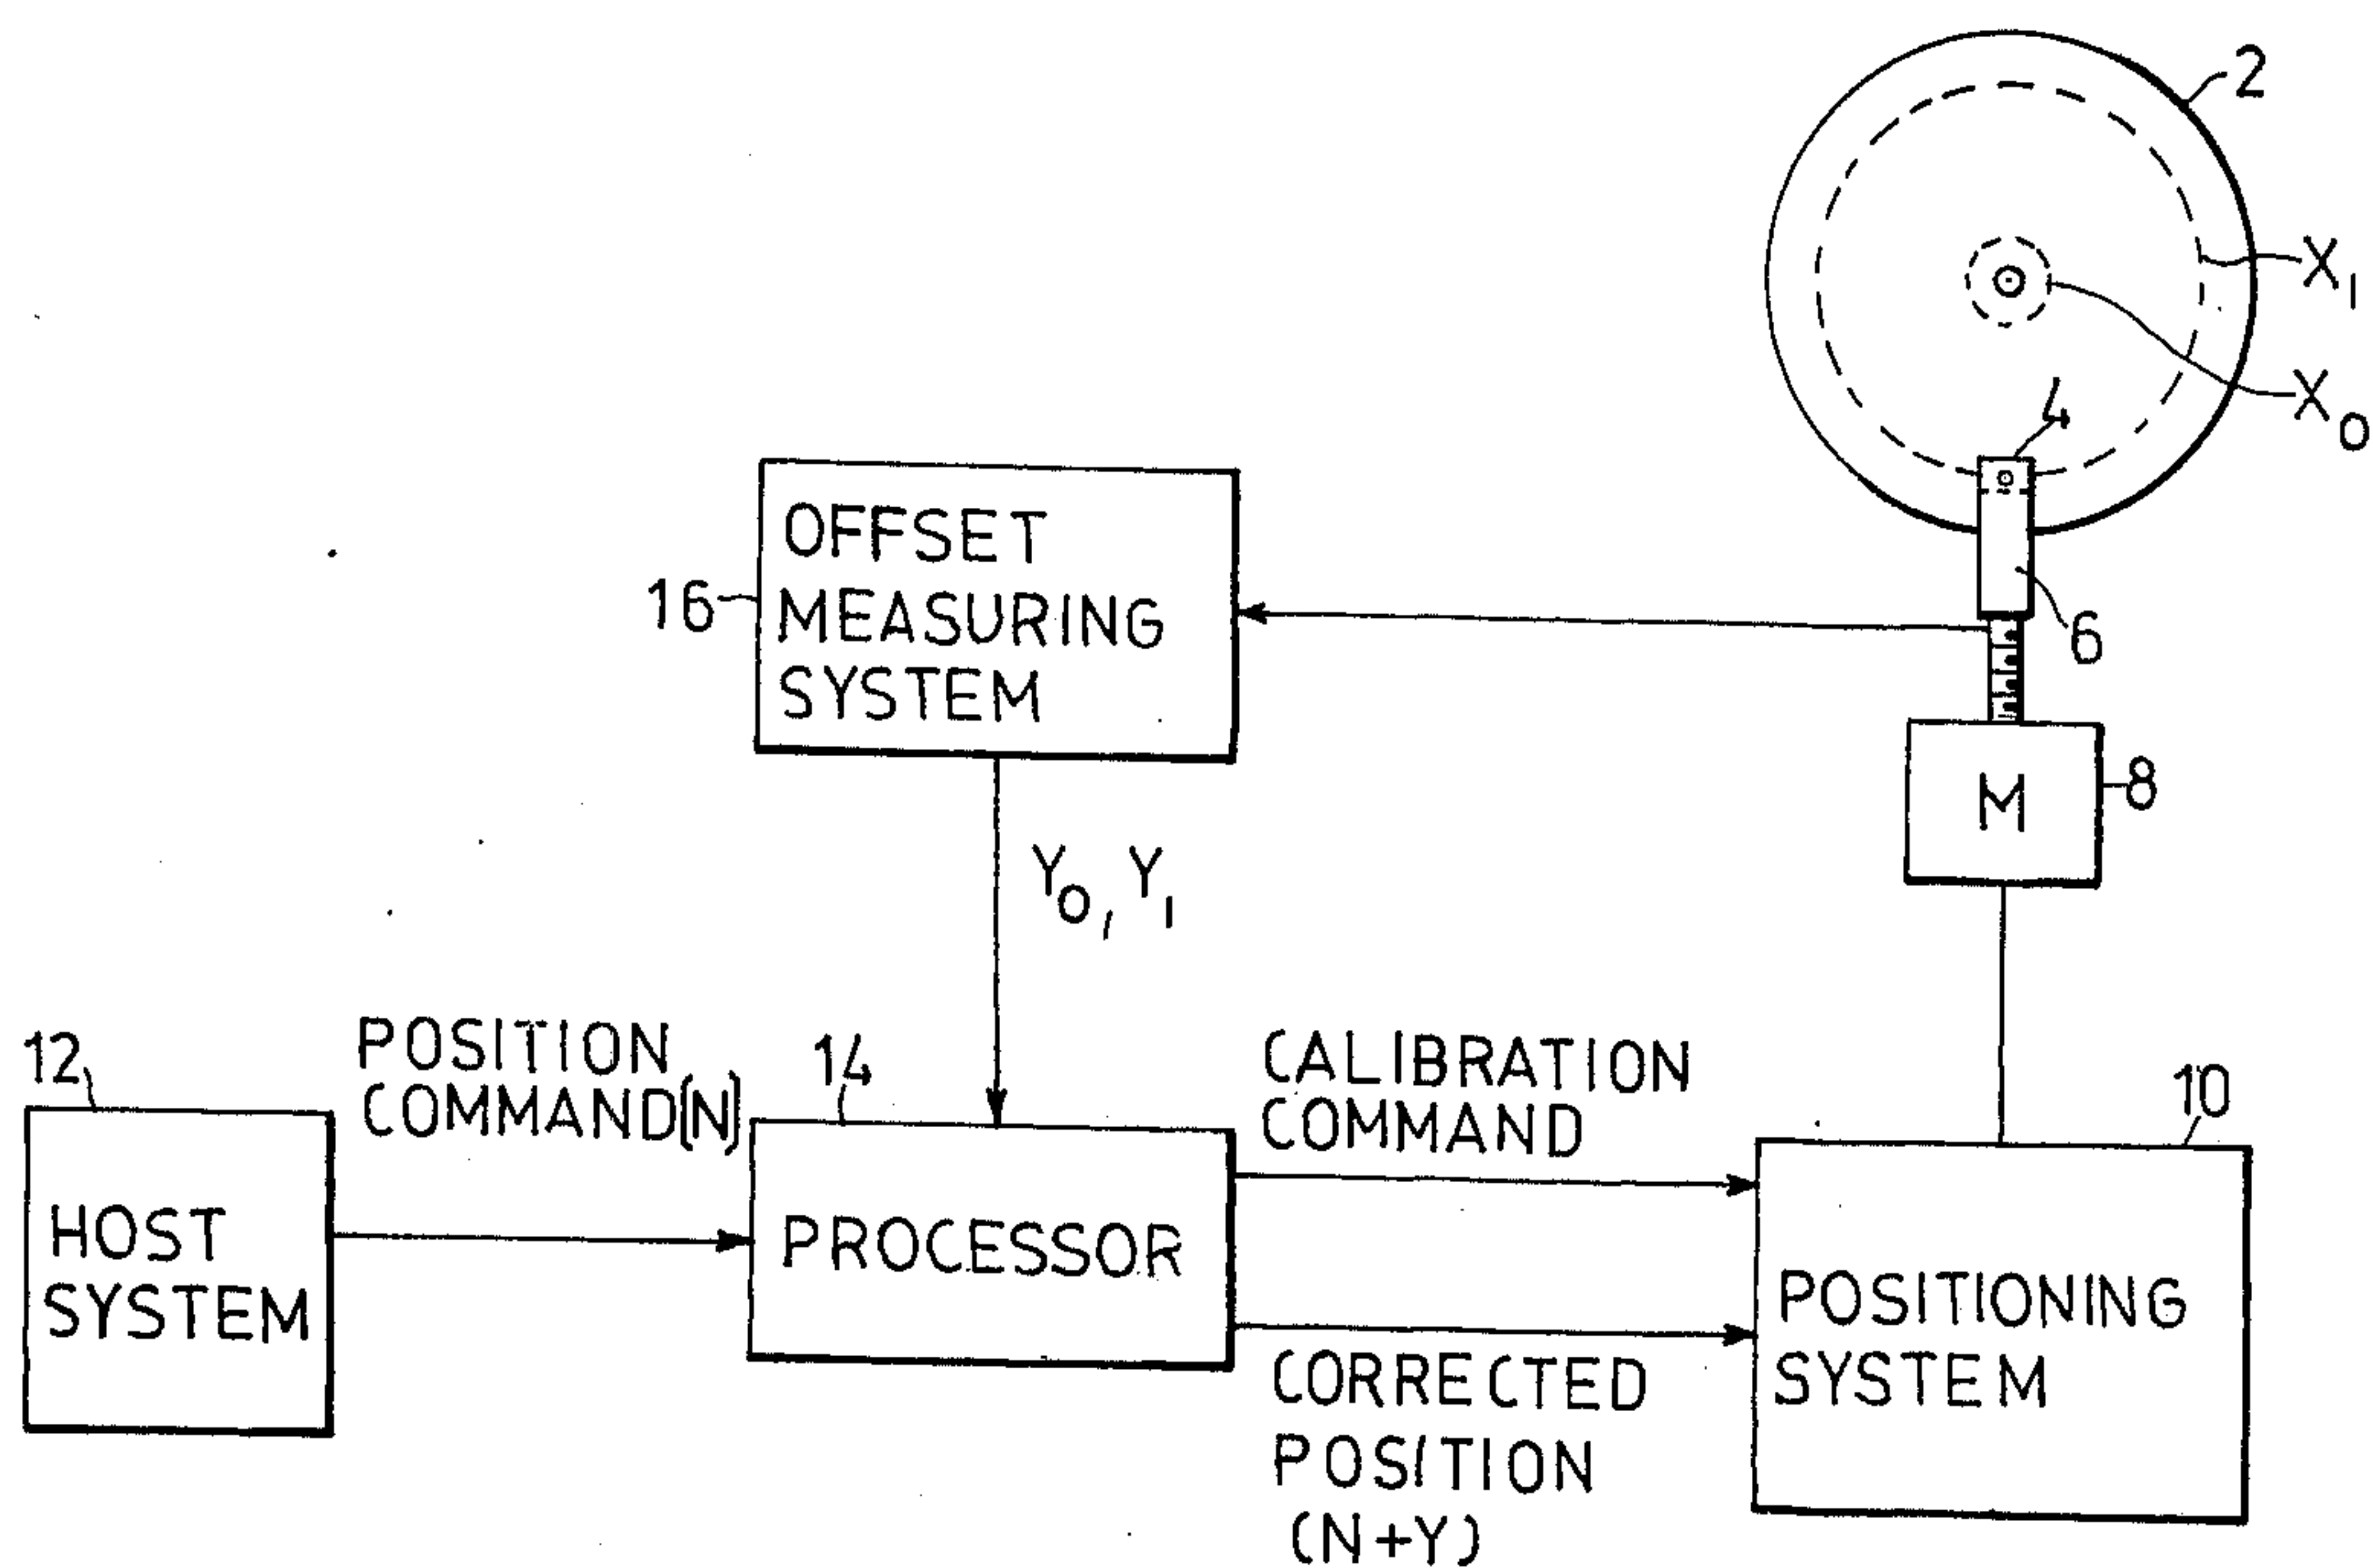 2
X₁
X₀
4
OFFSET
MEASURING
SYSTEM
16
6
M
8
Y₀, Y₁
12
POSITION
COMMAND(N)
14
CALIBRATION
COMMAND
10
HOST
SYSTEM
PROCESSOR
POSITIONING
SYSTEM
CORRECTED
POSITION
(N+Y)